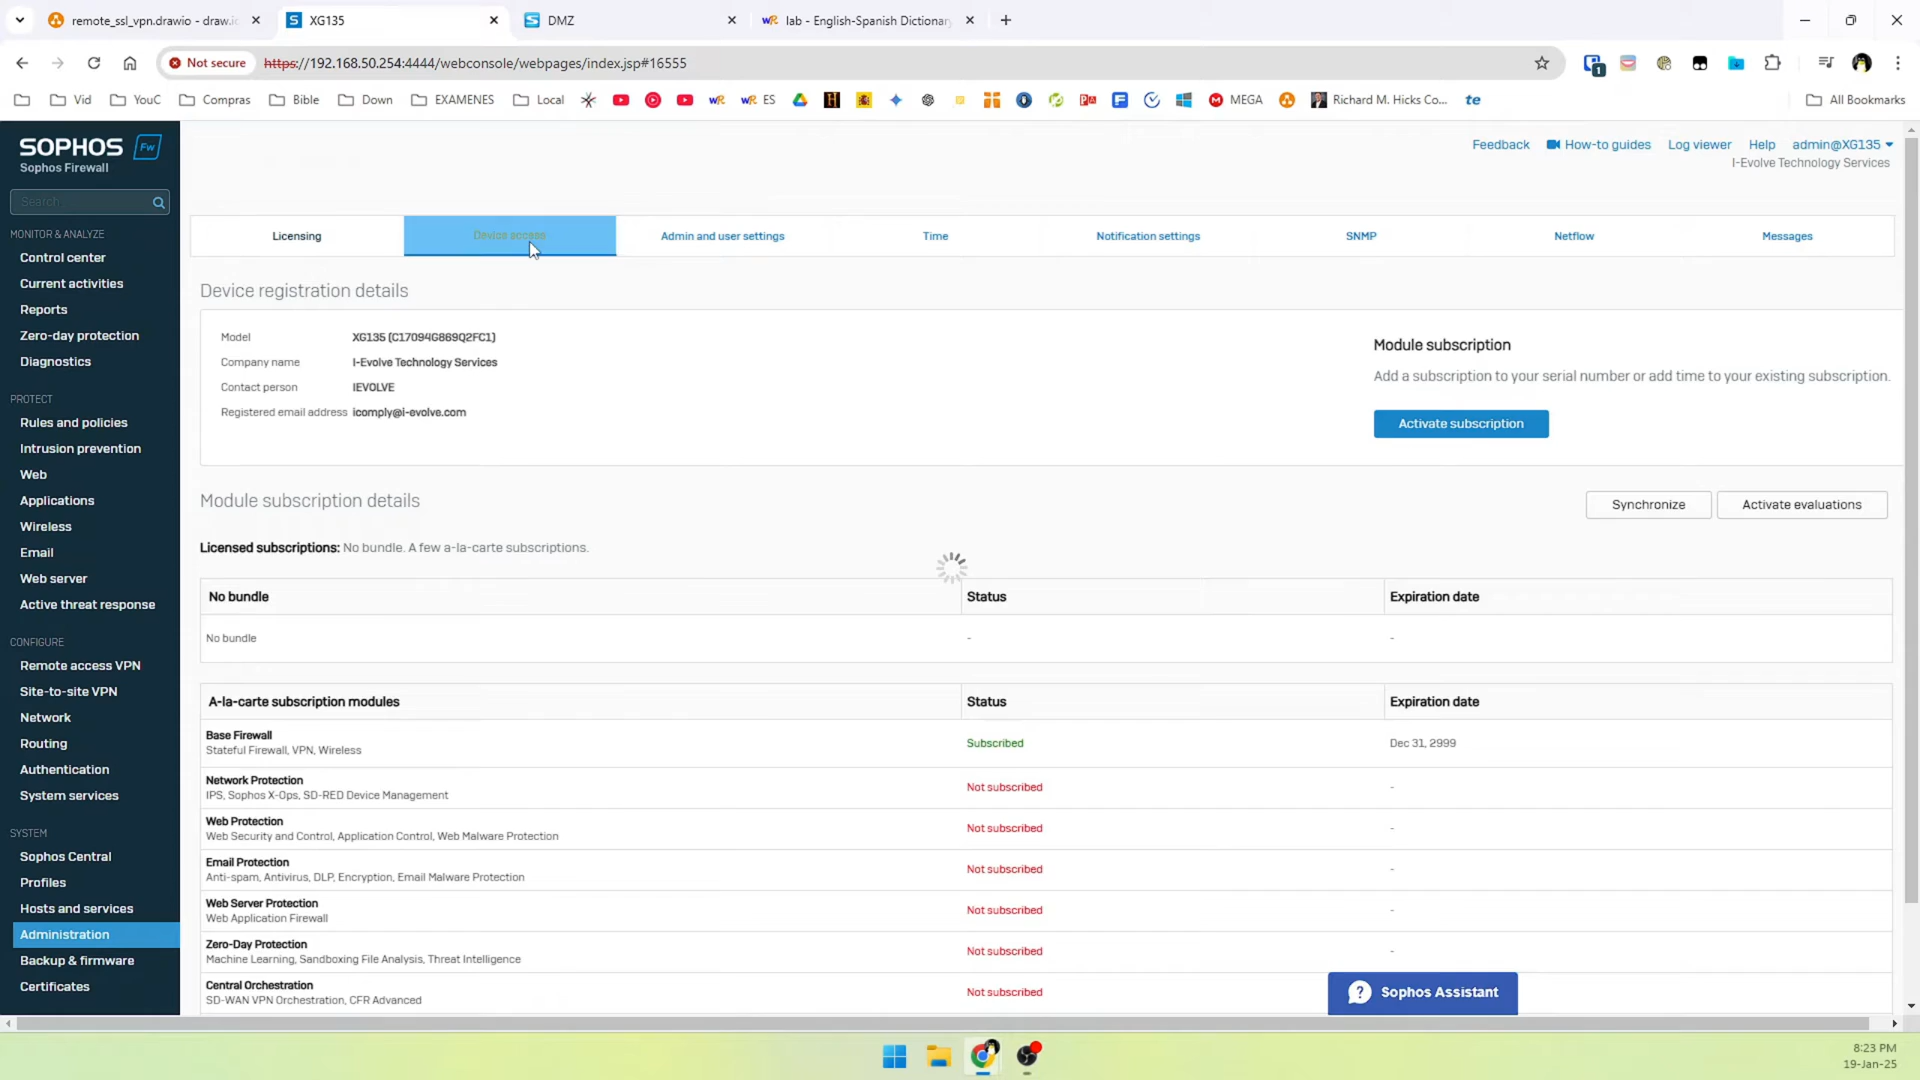 remote_ssl_vpn.drawio - draw.io
XG135
DMZ
lab - English-Spanish Dictionary
Not secure
https://192.168.50.254:4444/webconsole/webpages/index.jsp#16555
1
Vid
YouC
Compras
Bible
Down
EXAMENES
Local
WR
WR ES
MEGA
Richard M. Hicks Co...
te
All Bookmarks
SOPHOS Fw
Sophos Firewall
Feedback
How-to guides
Log viewer
Help
admin@XG135
I-Evolve Technology Services
Search
MONITOR & ANALYZE
Control center
Current activities
Reports
Zero-day protection
Diagnostics
PROTECT
Rules and policies
Intrusion prevention
Web
Applications
Wireless
Email
Web server
Active threat response
CONFIGURE
Remote access VPN
Site-to-site VPN
Network
Routing
Authentication
System services
SYSTEM
Sophos Central
Profiles
Hosts and services
Administration
Backup & firmware
Certificates
Licensing
Device access
Admin and user settings
Time
Notification settings
SNMP
Netflow
Messages
Device registration details
Model XG135 (C17094G869Q2FC1)
Company name I-Evolve Technology Services
Contact person IEVOLVE
Registered email address icomply@i-evolve.com
Module subscription
Add a subscription to your serial number or add time to your existing subscription.
Activate subscription
Module subscription details
Synchronize
Activate evaluations
Licensed subscriptions: No bundle. A few a-la-carte subscriptions.
No bundle Status Expiration date
No bundle - -
A-la-carte subscription modules Status Expiration date
Base Firewall
Stateful Firewall, VPN, Wireless
Subscribed
Dec 31, 2999
Network Protection
IPS, Sophos X-Ops, SD-RED Device Management
Not subscribed
-
Web Protection
Web Security and Control, Application Control, Web Malware Protection
Not subscribed
-
Email Protection
Anti-spam, Antivirus, DLP, Encryption, Email Malware Protection
Not subscribed
-
Web Server Protection
Web Application Firewall
Not subscribed
-
Zero-Day Protection
Machine Learning, Sandboxing File Analysis, Threat Intelligence
Not subscribed
-
Central Orchestration
SD-WAN VPN Orchestration, CFR Advanced
Not subscribed
Sophos Assistant
8:23 PM
19-Jan-25